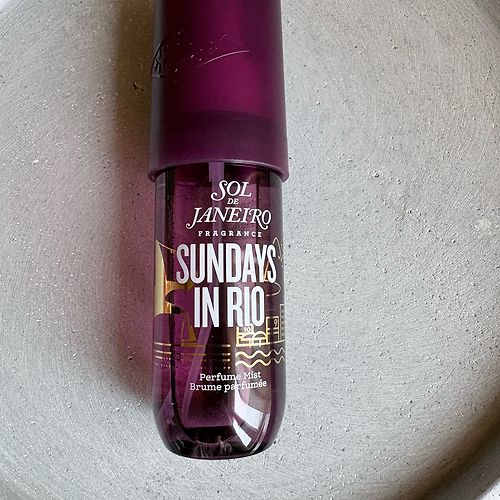 SOL
DE
JANEIRO
FRAGRANCE
SUNDAYS
IN RIO
Perfume Mist
Brume parfumée